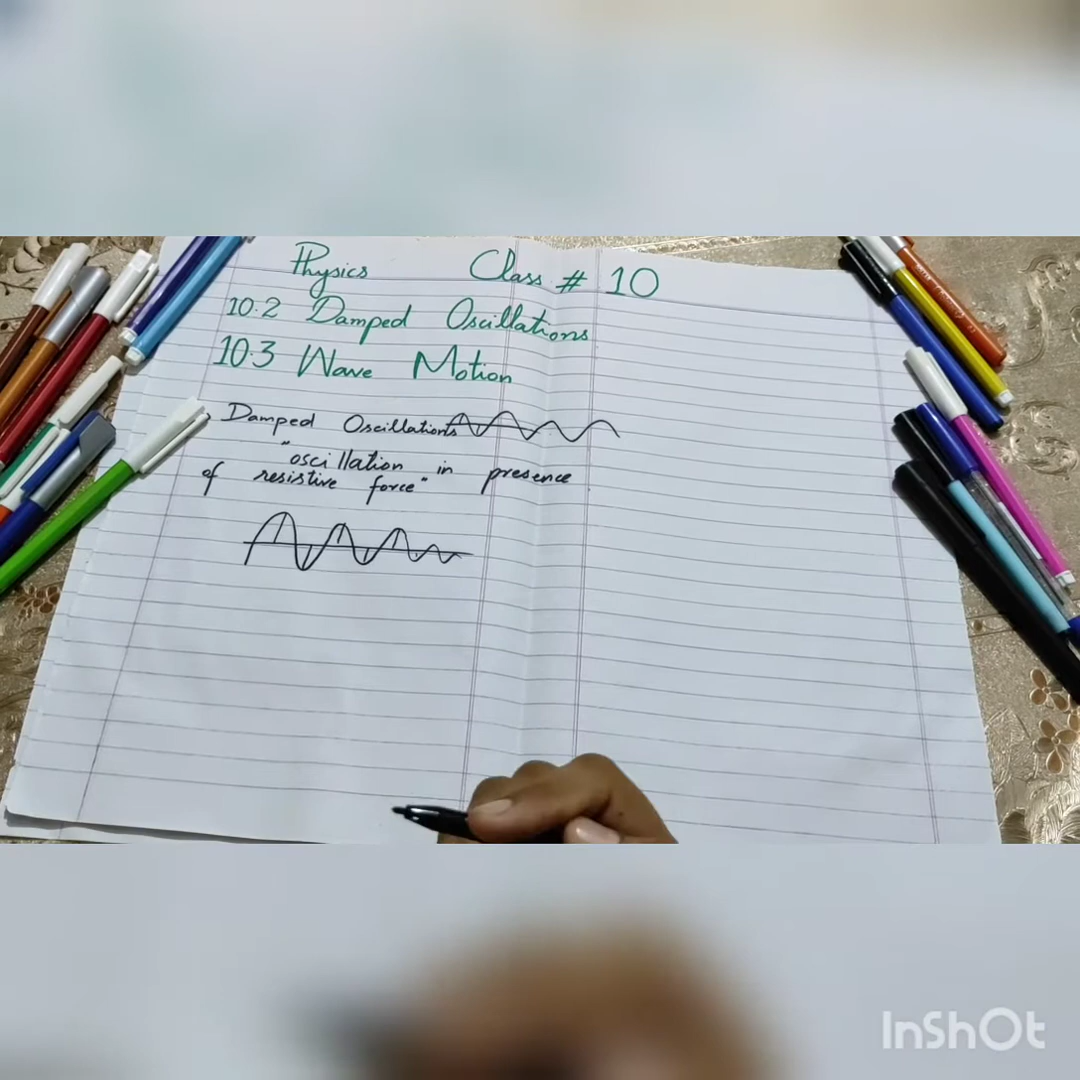 Physics Class # 10
10.2 Damped Oscillations
10.3 Wave Motion
Damped Oscillations
"oscillation in presence
of resistive force"
InShOt